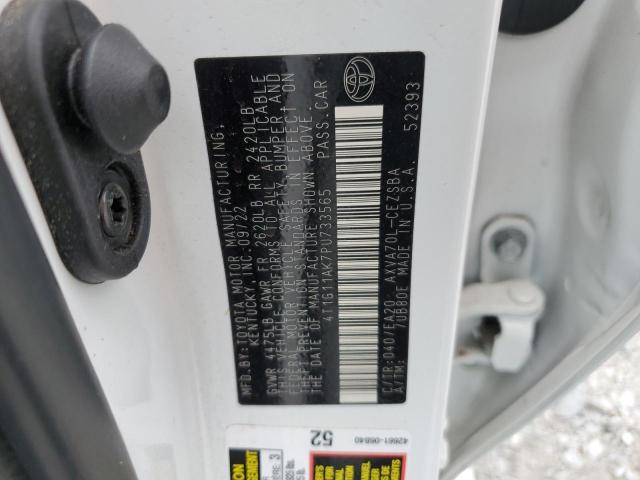 MFD.BY: TOYOTA MOTOR MANUFACTURING,
KENTUCKY, INC. 09/22
GVWR 4475LB GAWR FR 2620LB RR 2420LB
THIS VEHICLE CONFORMS TO ALL APPLICABLE
FEDERAL MOTOR VEHICLE SAFETY, BUMPER AND
THEFT PREVENTION STANDARDS IN EFFECT ON
THE DATE OF MANUFACTURE SHOWN ABOVE.
4T1G11AK7PU733565 PASS.CAR
C/TR: 040/EA20 AXVA70L-CEZSBA
A/TM: 7UB80E MADE IN U.S.A.
52393
52
42661-06840